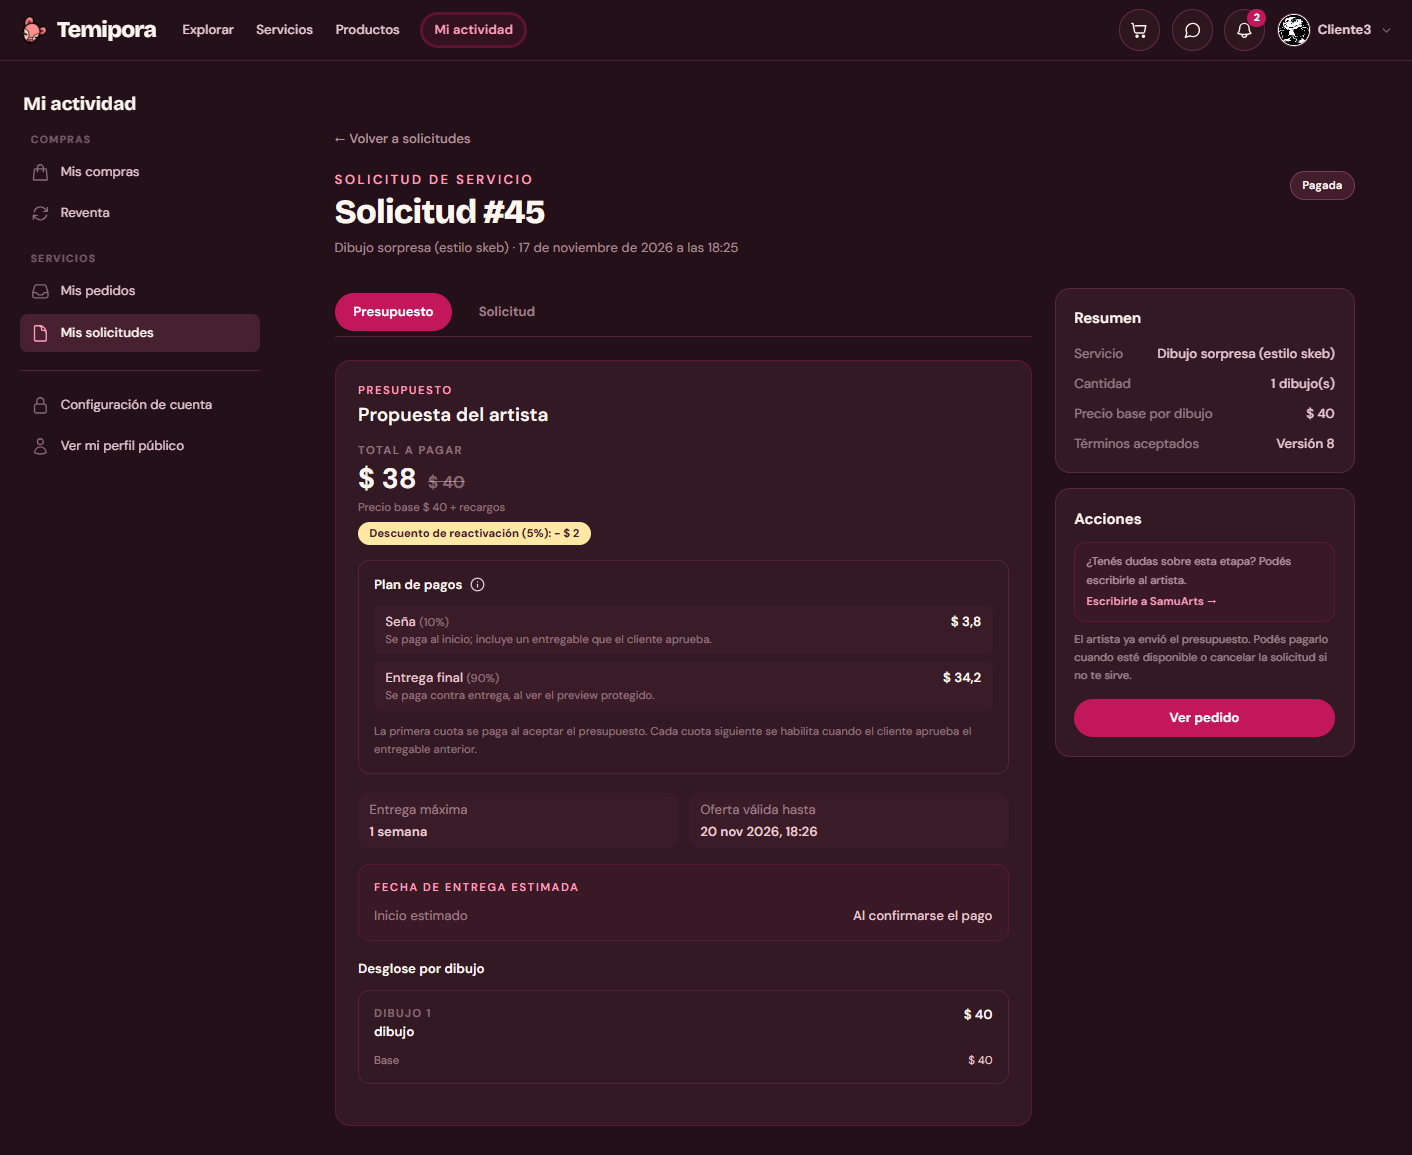 Temipora
Explorar
Servicios
Productos
Mi actividad
2
Cliente3
Mi actividad
COMPRAS
Mis compras
Reventa
SERVICIOS
Mis pedidos
Mis solicitudes
Configuración de cuenta
Ver mi perfil público
← Volver a solicitudes
SOLICITUD DE SERVICIO
Solicitud #45
Dibujo sorpresa (estilo skeb) · 17 de noviembre de 2026 a las 18:25
Pagada
Presupuesto
Solicitud
PRESUPUESTO
Propuesta del artista
TOTAL A PAGAR
$ 38 $ 40
Precio base $ 40 + recargos
Descuento de reactivación (5%): - $ 2
Plan de pagos
Seña (10%) $ 3,8
Se paga al inicio; incluye un entregable que el cliente aprueba.
Entrega final (90%) $ 34,2
Se paga contra entrega, al ver el preview protegido.
La primera cuota se paga al aceptar el presupuesto. Cada cuota siguiente se habilita cuando el cliente aprueba el
entregable anterior.
Entrega máxima
1 semana
Oferta válida hasta
20 nov 2026, 18:26
FECHA DE ENTREGA ESTIMADA
Inicio estimado Al confirmarse el pago
Desglose por dibujo
DIBUJO 1 $ 40
dibujo
Base $ 40
Resumen
Servicio Dibujo sorpresa (estilo skeb)
Cantidad 1 dibujo(s)
Precio base por dibujo $ 40
Términos aceptados Versión 8
Acciones
¿Tenés dudas sobre esta etapa? Podés
escribirle al artista.
Escribirle a SamuArts →
El artista ya envió el presupuesto. Podés pagarlo
cuando esté disponible o cancelar la solicitud si
no te sirve.
Ver pedido